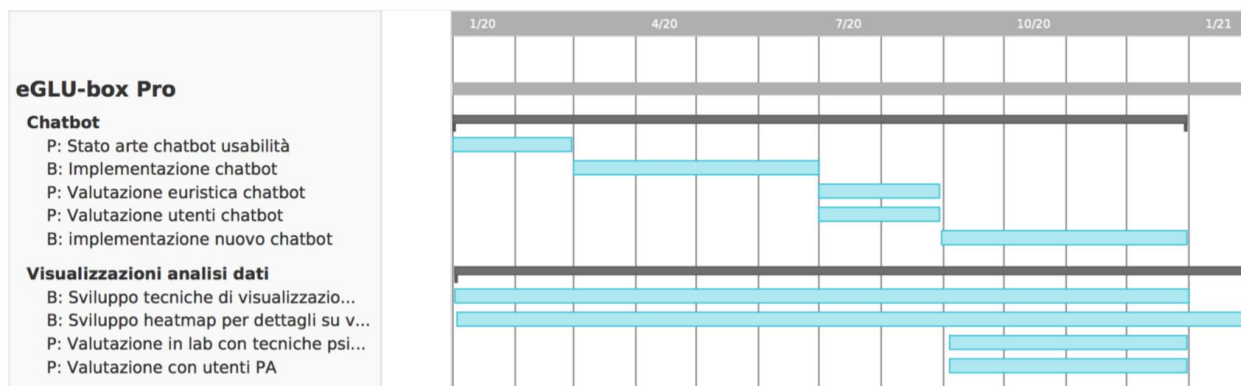 1/20 4/20 7/20 10/20 1/21
eGLU-box Pro
Chatbot
P: Stato arte chatbot usabilità
B: Implementazione chatbot
P: Valutazione euristica chatbot
P: Valutazione utenti chatbot
B: implementazione nuovo chatbot
Visualizzazioni analisi dati
B: Sviluppo tecniche di visualizzazio...
B: Sviluppo heatmap per dettagli su v...
P: Valutazione in lab con tecniche psi...
P: Valutazione con utenti PA